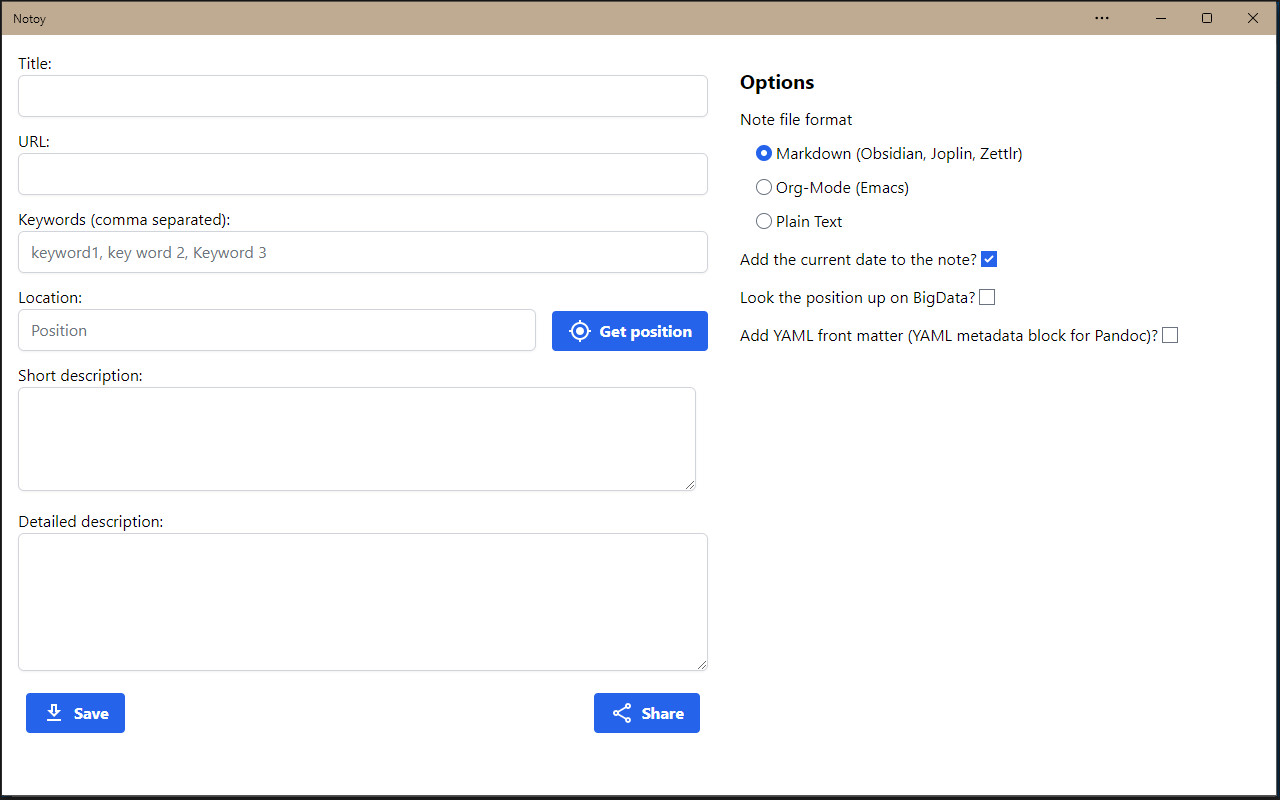 Notoy
Title:
URL:
Keywords (comma separated):
keyword1, key word 2, Keyword 3
Location:
Position
Get position
Short description:
Detailed description:
Save
Share
Options
Note file format
Markdown (Obsidian, Joplin, Zettlr)
Org-Mode (Emacs)
Plain Text
Add the current date to the note?
Look the position up on BigData?
Add YAML front matter (YAML metadata block for Pandoc)?